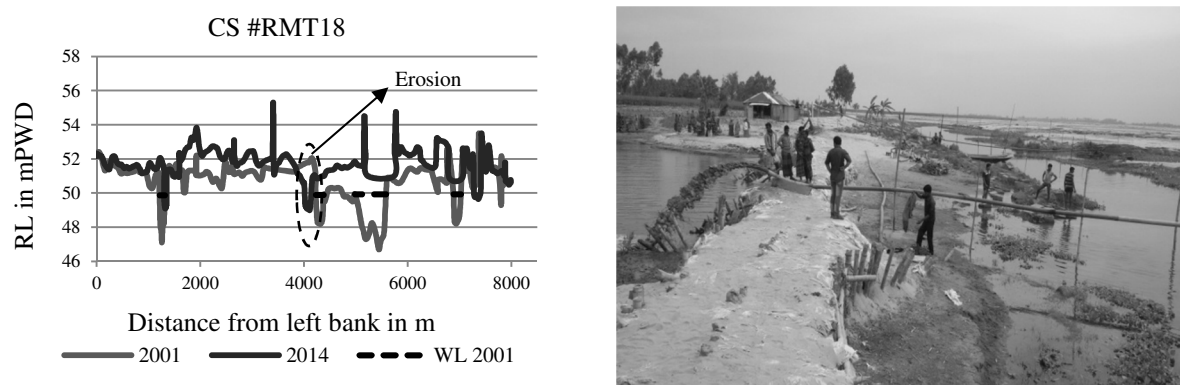 CS #RMT18
58
56
54
52
50
48
46
RL in mPWD
Erosion
0 2000 4000 6000 8000
Distance from left bank in m
2001 2014 WL 2001